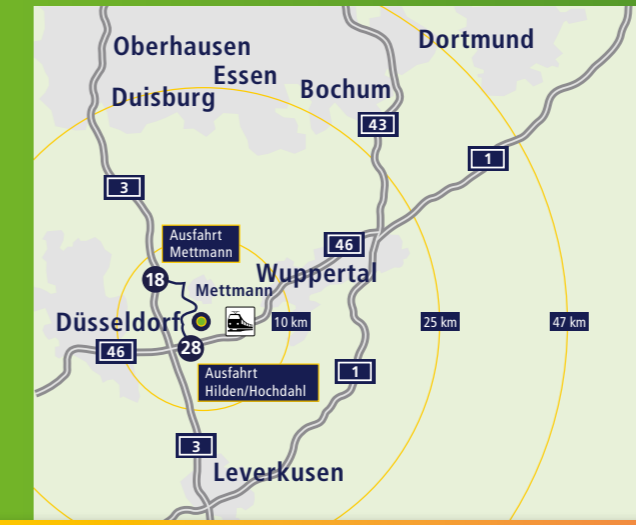 Oberhausen
Dortmund
Essen
Duisburg
Bochum
43
1
3
Ausfahrt
Mettmann
46
18
Mettmann
Wuppertal
Düsseldorf
10 km
25 km
47 km
46
28
Ausfahrt
Hilden/Hochdahl
1
3
Leverkusen